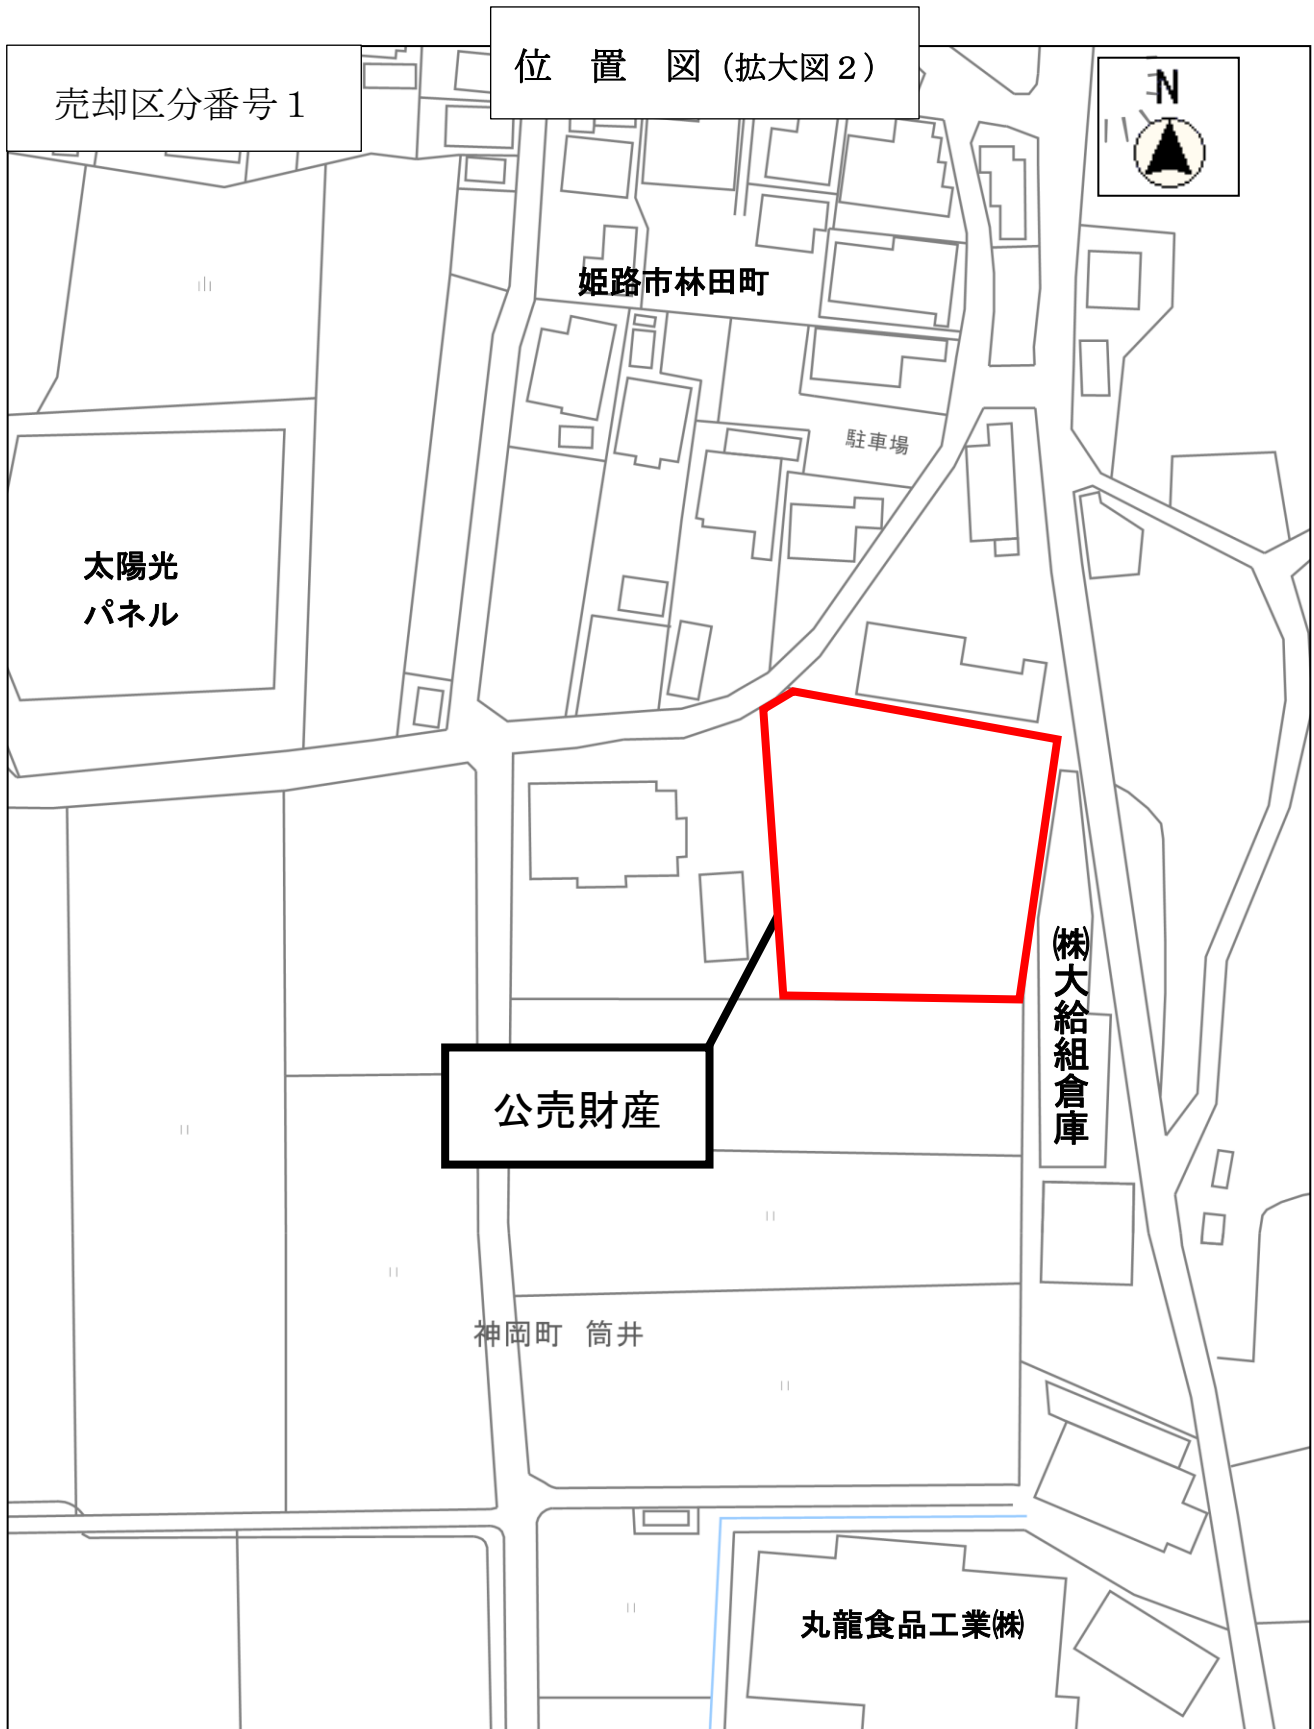 位　置　図（拡大図２）
売却区分番号１
N
姫路市林田町
駐車場
太陽光
パネル
㈱大給組倉庫
公売財産
神岡町　筒井
丸龍食品工業㈱